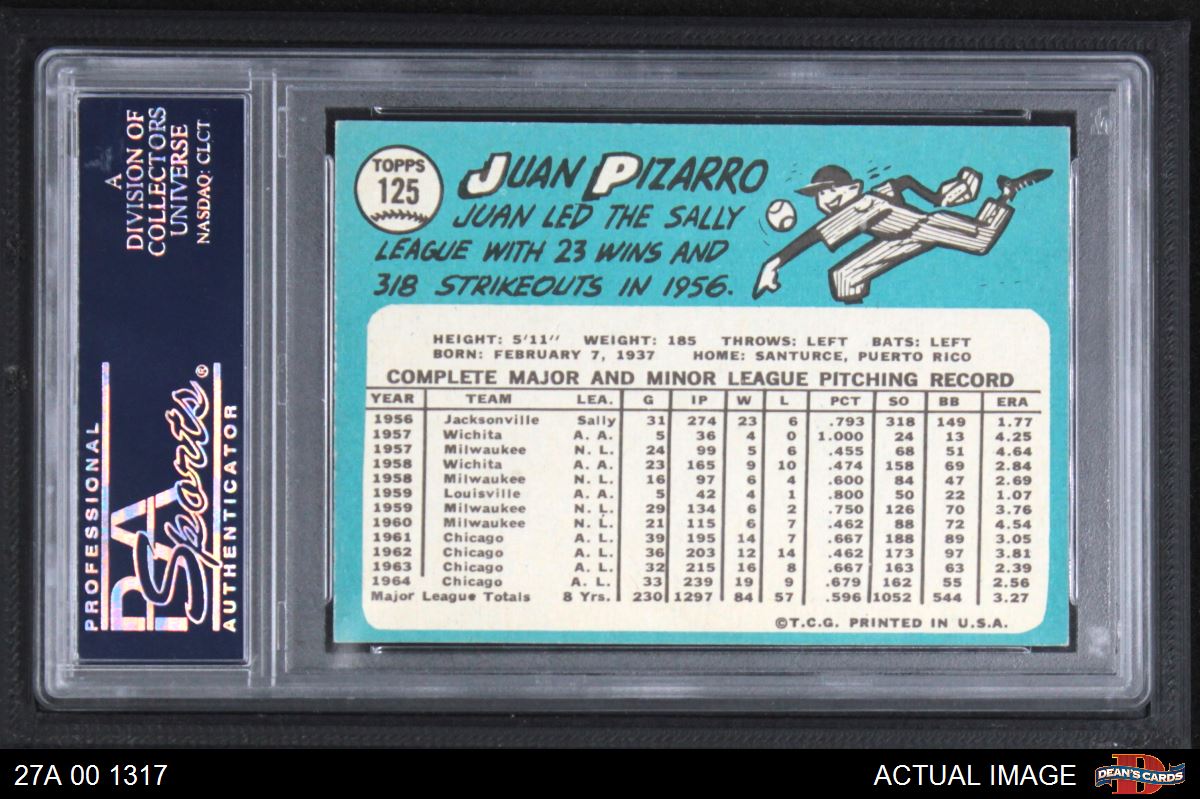 A
DIVISION OF
COLLECTORS
UNIVERSE
NASDAQ: CLCT
PROFESSIONAL
PSA
Sports®
AUTHENTICATOR
TOPPS
125
JUAN PIZARRO
JUAN LED THE SALLY
LEAGUE WITH 23 WINS AND
318 STRIKEOUTS IN 1956.
HEIGHT: 5'11" WEIGHT: 185 THROWS: LEFT BATS: LEFT
BORN: FEBRUARY 7, 1937 HOME: SANTURCE, PUERTO RICO
COMPLETE MAJOR AND MINOR LEAGUE PITCHING RECORD
YEAR TEAM LEA. G IP W L PCT SO BB ERA
1956 Jacksonville Sally 31 274 23 6 .793 318 149 1.77
1957 Wichita A. A. 5 36 4 0 1.000 24 13 4.25
1957 Milwaukee N. L. 24 99 5 6 .455 68 51 4.64
1958 Wichita A. A. 23 165 9 10 .474 158 69 2.84
1958 Milwaukee N. L. 16 97 6 4 .600 84 47 2.69
1959 Louisville A. A. 5 42 4 1 .800 50 22 1.07
1959 Milwaukee N. L. 29 134 6 2 .750 126 70 3.76
1960 Milwaukee N. L. 21 115 6 7 .462 88 72 4.54
1961 Chicago A. L. 39 195 14 7 .667 188 89 3.05
1962 Chicago A. L. 36 203 12 14 .462 173 97 3.81
1963 Chicago A. L. 32 215 16 8 .667 163 63 2.39
1964 Chicago A. L. 33 239 19 9 .679 162 55 2.56
Major League Totals 8 Yrs. 230 1297 84 57 .596 1052 544 3.27
©T.C.G. PRINTED IN U.S.A.
27A 00 1317
ACTUAL IMAGE
DEAN'S CARDS